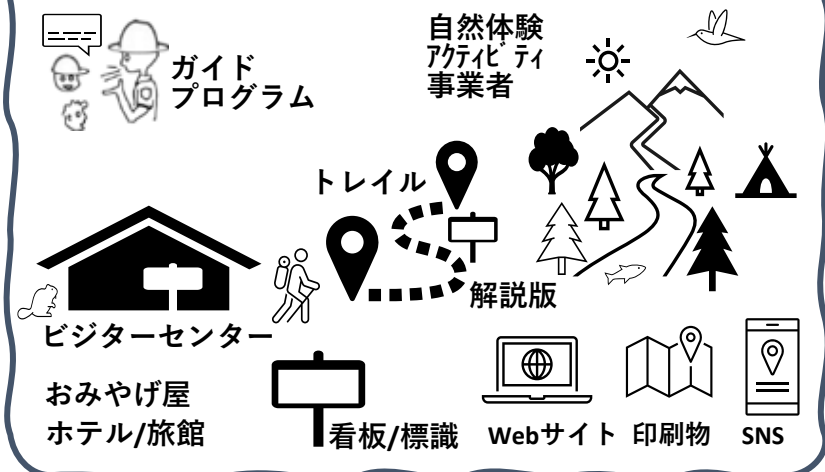 ガイド
プログラム
自然体験
ｱｸﾃｨﾋﾞﾃｨ
事業者
トレイル
解説版
ビジターセンター
おみやげ屋
ホテル/旅館
看板/標識
Webサイト
印刷物
SNS